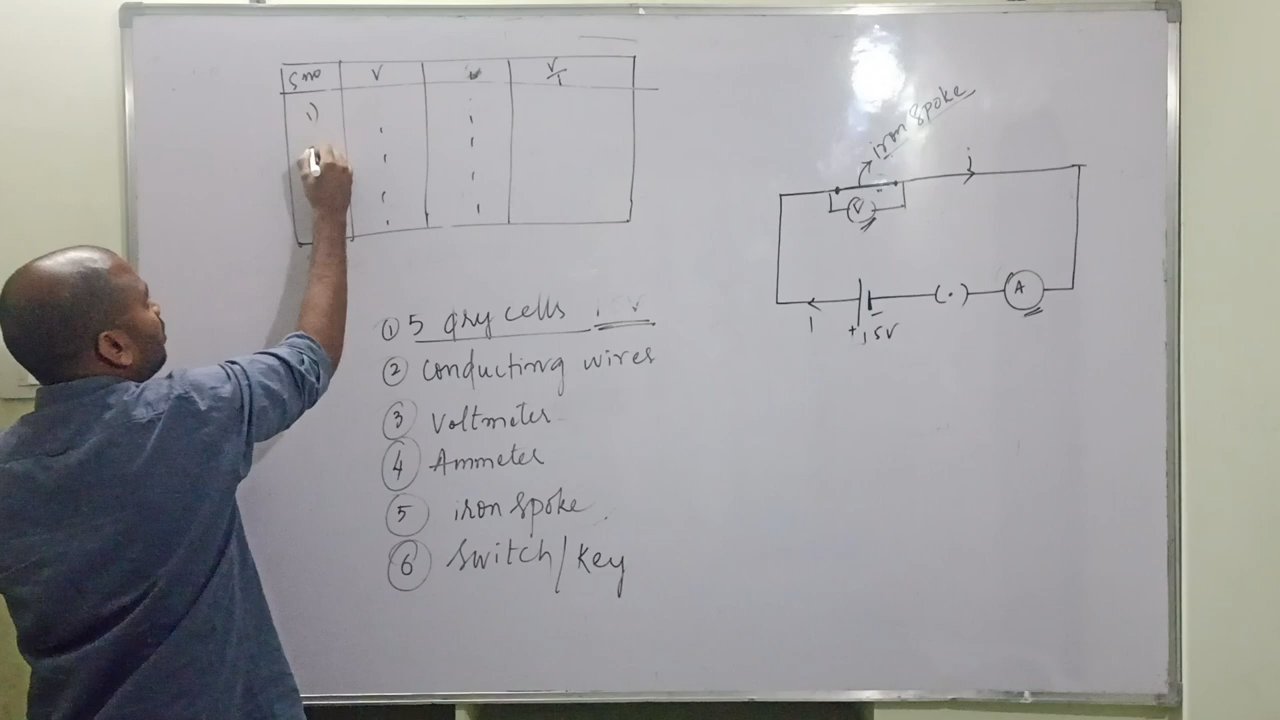 S no V V/I
1)
① 5 dry cells
② conducting wires
③ Voltmeter
④ Ammeter
⑤ iron spoke
⑥ switch/key
iron spoke
i
V
A
I
+ 1.5V